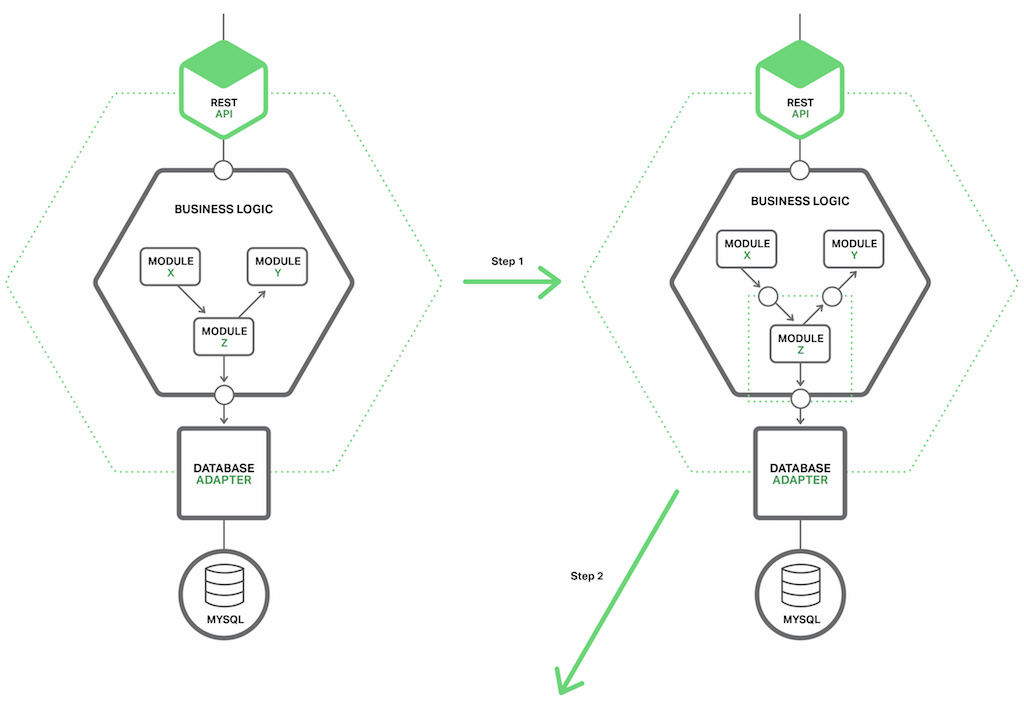 REST
API
BUSINESS LOGIC
MODULE
X
MODULE
Y
MODULE
Z
DATABASE
ADAPTER
MYSQL
Step 1
REST
API
BUSINESS LOGIC
MODULE
X
MODULE
Y
MODULE
Z
DATABASE
ADAPTER
MYSQL
Step 2